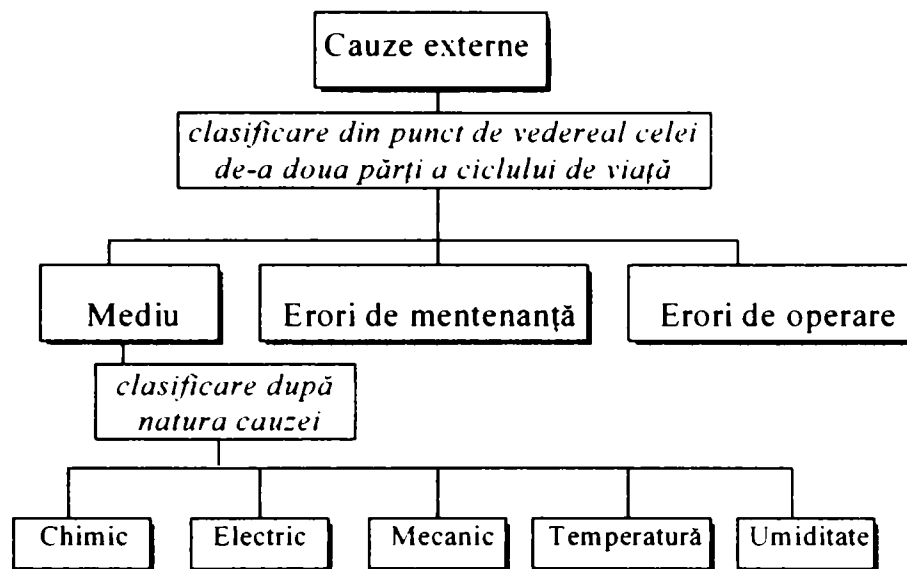 Cauze externe
clasificare din punct de vedereal celei
de-a doua părți a ciclului de viață
Mediu
Erori de mentenanță
Erori de operare
clasificare după
natura cauzei
Chimic
Electric
Mecanic
Temperatură
Umiditate